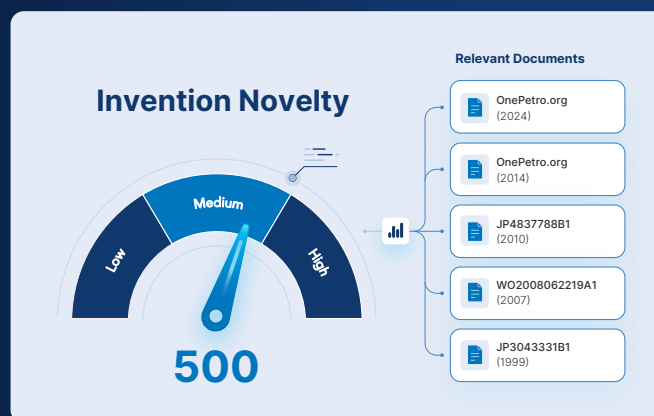 Invention Novelty
Low
Medium
High
500
Relevant Documents
OnePetro.org
(2024)
OnePetro.org
(2014)
JP4837788B1
(2010)
WO2008062219A1
(2007)
JP3043331B1
(1999)